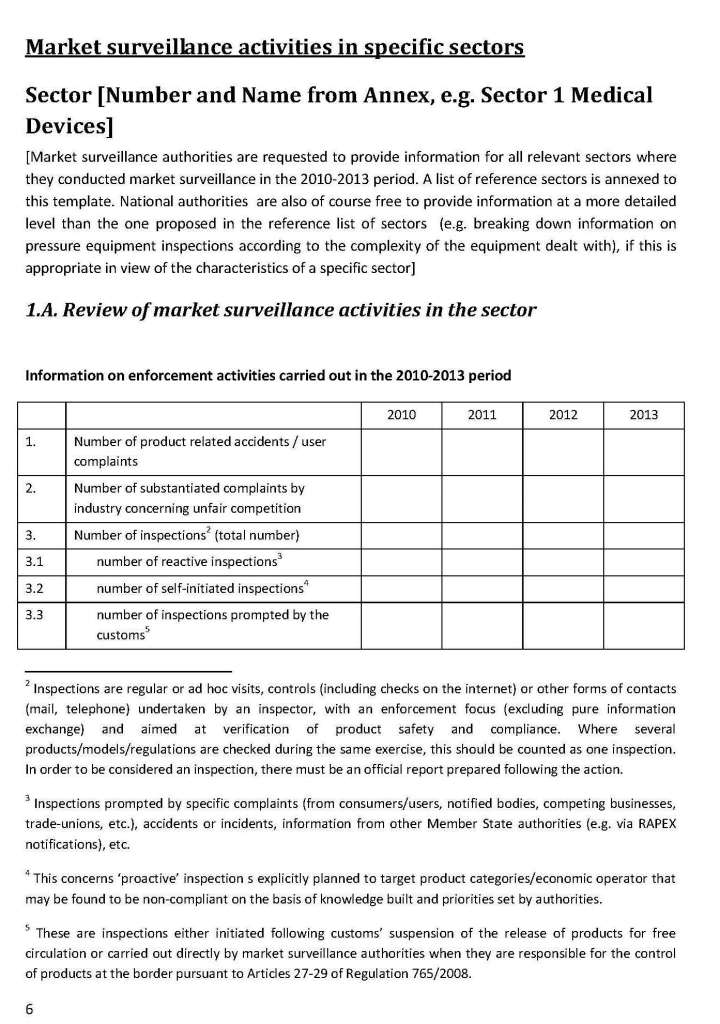 Market surveillance activities in specific sectors
Sector [Number and Name from Annex, e.g. Sector 1 Medical
Devices]
[Market surveillance authorities are requested to provide information for all relevant sectors where
they conducted market surveillance in the 2010-2013 period. A list of reference sectors is annexed to
this template. National authorities are also of course free to provide information at a more detailed
level than the one proposed in the reference list of sectors (e.g. breaking down information on
pressure equipment inspections according to the complexity of the equipment dealt with), if this is
appropriate in view of the characteristics of a specific sector]
1.A. Review of market surveillance activities in the sector
Information on enforcement activities carried out in the 2010-2013 period
2010 2011 2012 2013
1. Number of product related accidents / user
complaints
2. Number of substantiated complaints by
industry concerning unfair competition
3. Number of inspections² (total number)
3.1 number of reactive inspections³
3.2 number of self-initiated inspections⁴
3.3 number of inspections prompted by the
customs⁵
² Inspections are regular or ad hoc visits, controls (including checks on the internet) or other forms of contacts
(mail, telephone) undertaken by an inspector, with an enforcement focus (excluding pure information
exchange) and aimed at verification of product safety and compliance. Where several
products/models/regulations are checked during the same exercise, this should be counted as one inspection.
In order to be considered an inspection, there must be an official report prepared following the action.
³ Inspections prompted by specific complaints (from consumers/users, notified bodies, competing businesses,
trade-unions, etc.), accidents or incidents, information from other Member State authorities (e.g. via RAPEX
notifications), etc.
⁴ This concerns ‘proactive’ inspection s explicitly planned to target product categories/economic operator that
may be found to be non-compliant on the basis of knowledge built and priorities set by authorities.
⁵ These are inspections either initiated following customs’ suspension of the release of products for free
circulation or carried out directly by market surveillance authorities when they are responsible for the control
of products at the border pursuant to Articles 27-29 of Regulation 765/2008.
6